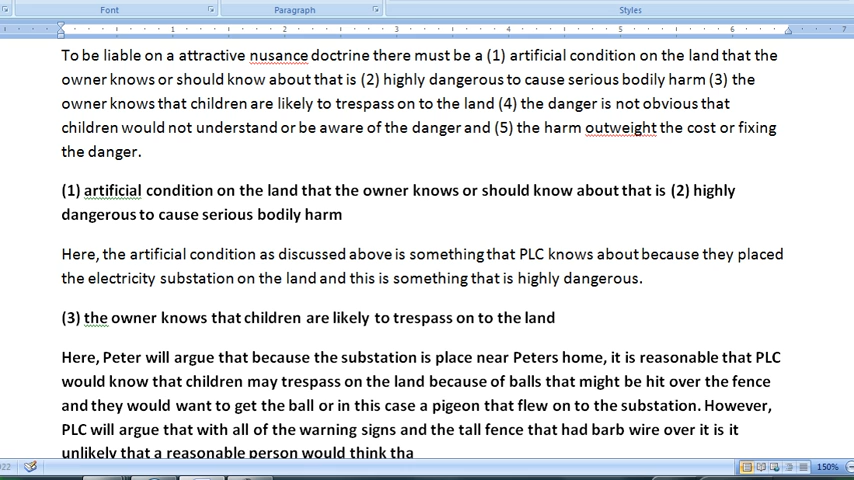 Font Paragraph Styles
1 2 3 4 5 6 7
To be liable on a attractive nusance doctrine there must be a (1) artificial condition on the land that the
owner knows or should know about that is (2) highly dangerous to cause serious bodily harm (3) the
owner knows that children are likely to trespass on to the land (4) the danger is not obvious that
children would not understand or be aware of the danger and (5) the harm outweight the cost or fixing
the danger.
(1) artificial condition on the land that the owner knows or should know about that is (2) highly
dangerous to cause serious bodily harm
Here, the artificial condition as discussed above is something that PLC knows about because they placed
the electricity substation on the land and this is something that is highly dangerous.
(3) the owner knows that children are likely to trespass on to the land
Here, Peter will argue that because the substation is place near Peters home, it is reasonable that PLC
would know that children may trespass on the land because of balls that might be hit over the fence
and they would want to get the ball or in this case a pigeon that flew on to the substation. However,
PLC will argue that with all of the warning signs and the tall fence that had barb wire over it is it
unlikely that a reasonable person would think tha
022 150%